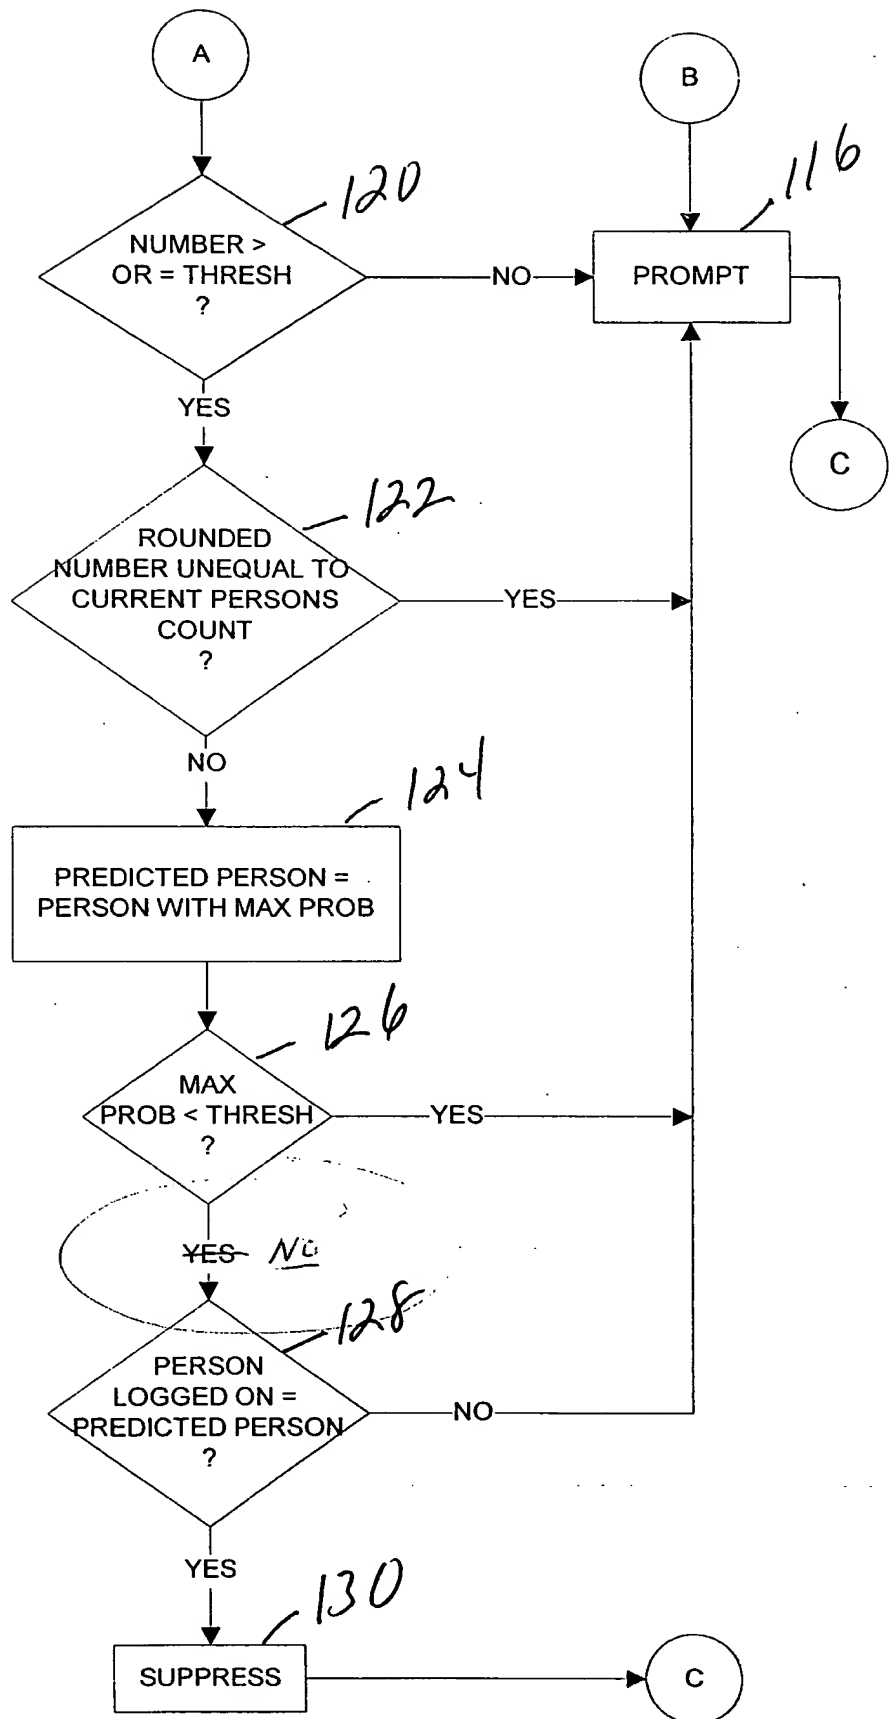 A
B
116
120
NUMBER >
OR = THRESH
?
NO
PROMPT
YES
C
122
ROUNDED
NUMBER UNEQUAL TO
CURRENT PERSONS
COUNT
?
YES
NO
124
PREDICTED PERSON =
PERSON WITH MAX PROB
126
MAX
PROB < THRESH
?
YES
YES NO
128
PERSON
LOGGED ON =
PREDICTED PERSON
?
NO
YES
130
SUPPRESS
C